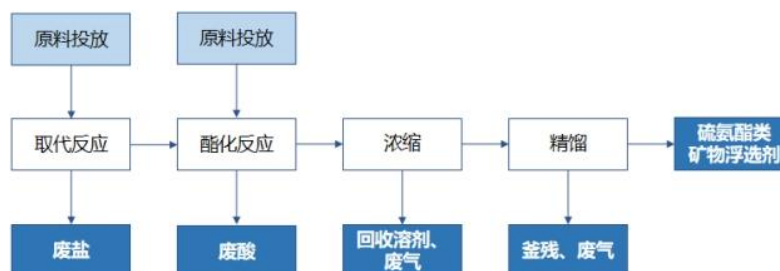 原料投放
原料投放
取代反应
酯化反应
浓缩
精馏
硫氨酯类
矿物浮选剂
废盐
废酸
回收溶剂、
废气
釜残、废气